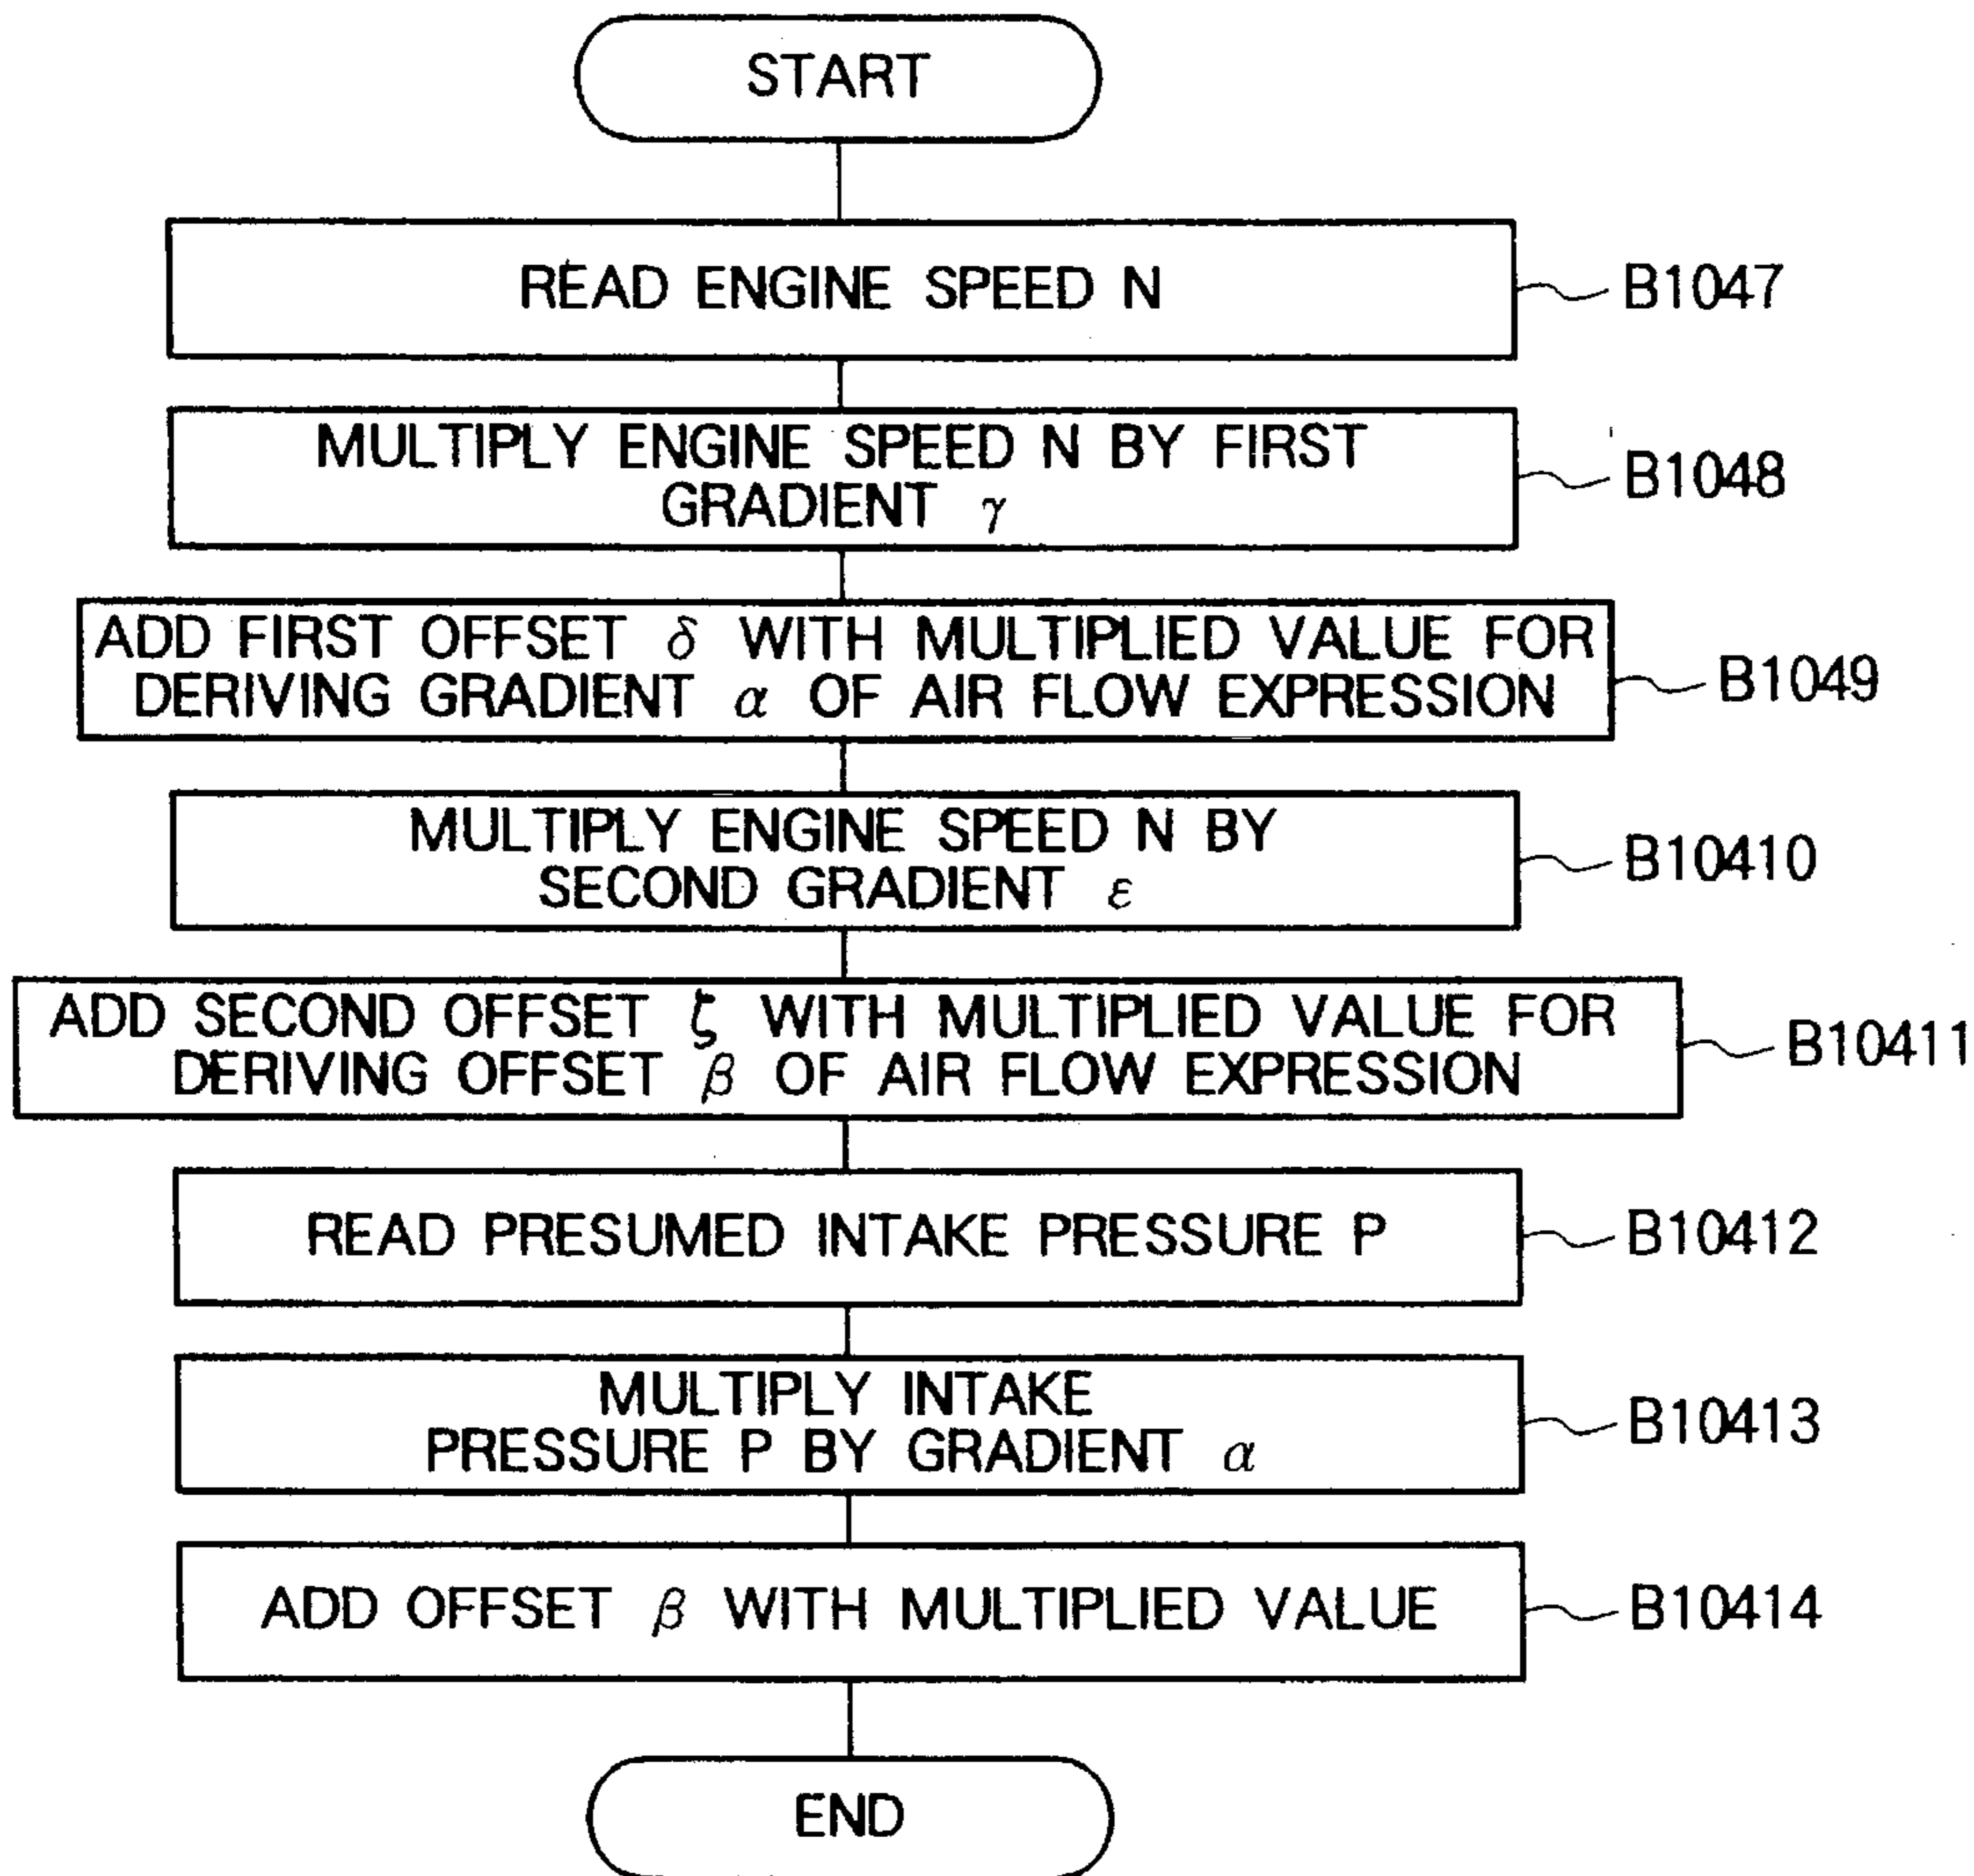 START
READ ENGINE SPEED N
B1047
MULTIPLY ENGINE SPEED N BY FIRST
GRADIENT γ
B1048
ADD FIRST OFFSET δ WITH MULTIPLIED VALUE FOR
DERIVING GRADIENT α OF AIR FLOW EXPRESSION
B1049
MULTIPLY ENGINE SPEED N BY
SECOND GRADIENT ε
B10410
ADD SECOND OFFSET ζ WITH MULTIPLIED VALUE FOR
DERIVING OFFSET β OF AIR FLOW EXPRESSION
B10411
READ PRESUMED INTAKE PRESSURE P
B10412
MULTIPLY INTAKE
PRESSURE P BY GRADIENT α
B10413
ADD OFFSET β WITH MULTIPLIED VALUE
B10414
END